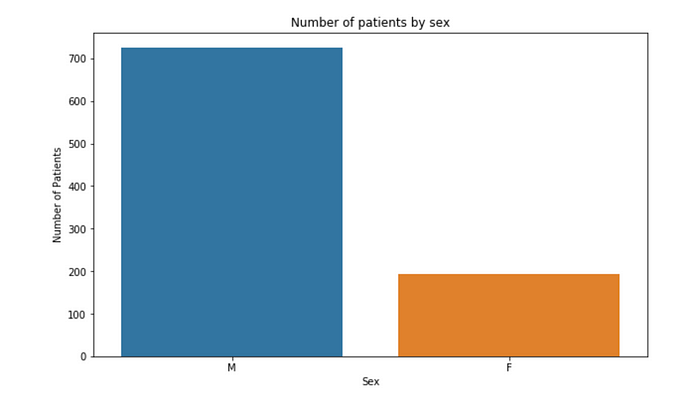 Number of patients by sex
Number of Patients
700
600
500
400
300
200
100
0
M
F
Sex